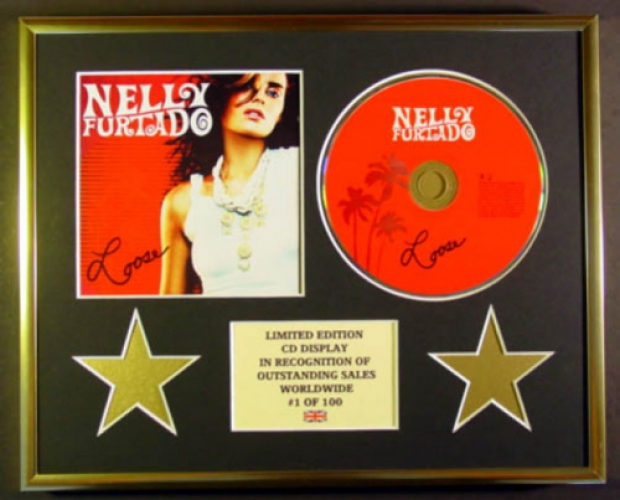 NELLY
FURTADO
Loose
NELLY
FURTADO
Loose
LIMITED EDITION
CD DISPLAY
IN RECOGNITION OF
OUTSTANDING SALES
WORLDWIDE
#1 OF 100